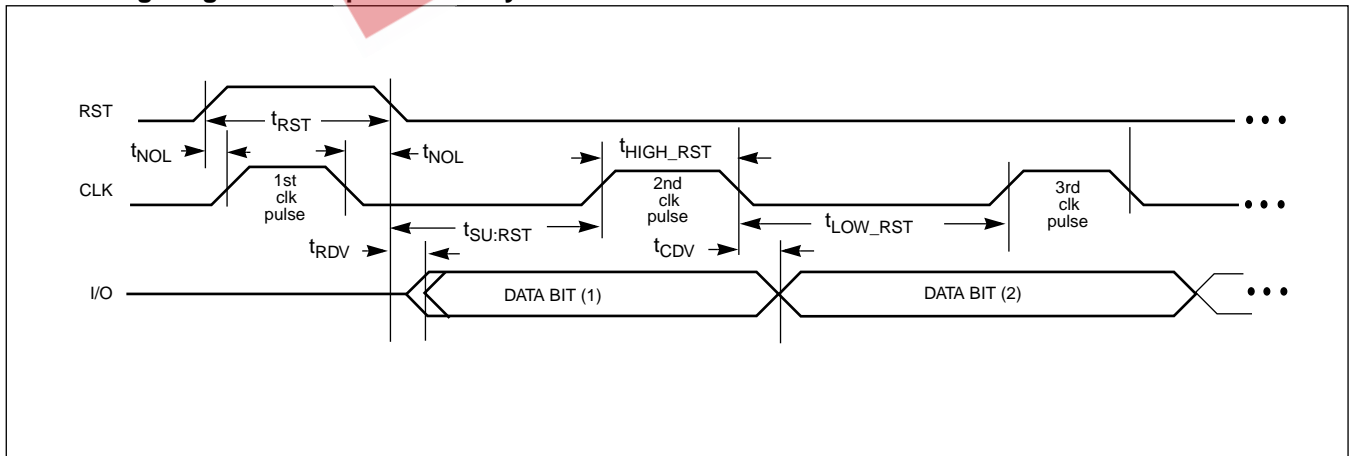 RST
tRST
tNOL
tNOL
tHIGH_RST
CLK
1st
clk
pulse
2nd
clk
pulse
3rd
clk
pulse
tSU:RST
tLOW_RST
tRDV
tCDV
I/O
DATA BIT (1)
DATA BIT (2)